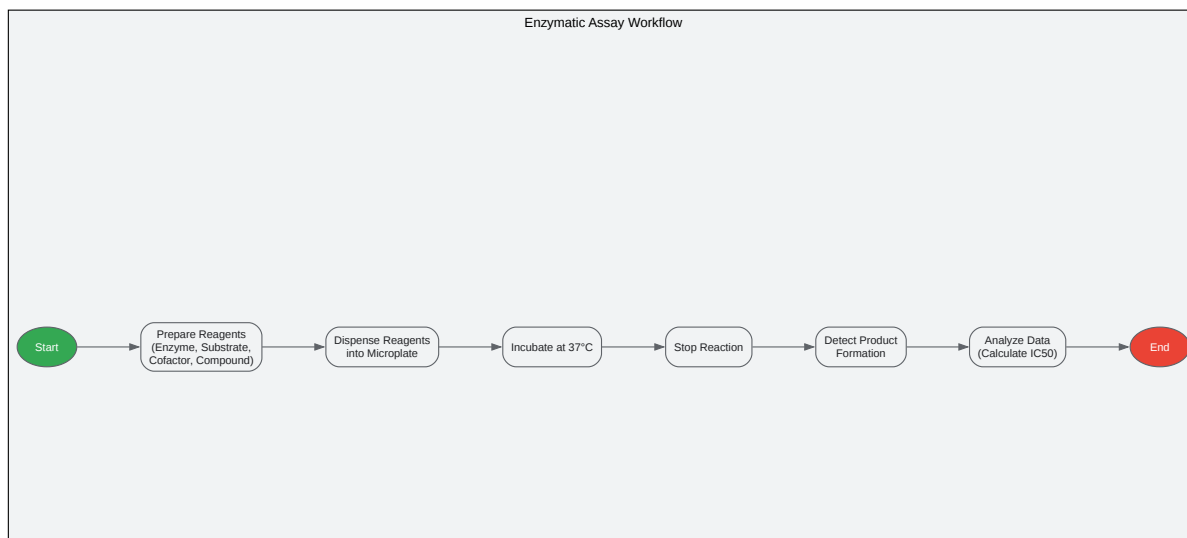 Enzymatic Assay Workflow
Start
Prepare Reagents
(Enzyme, Substrate,
Cofactor, Compound)
Dispense Reagents
into Microplate
Incubate at 37°C
Stop Reaction
Detect Product
Formation
Analyze Data
(Calculate IC50)
End